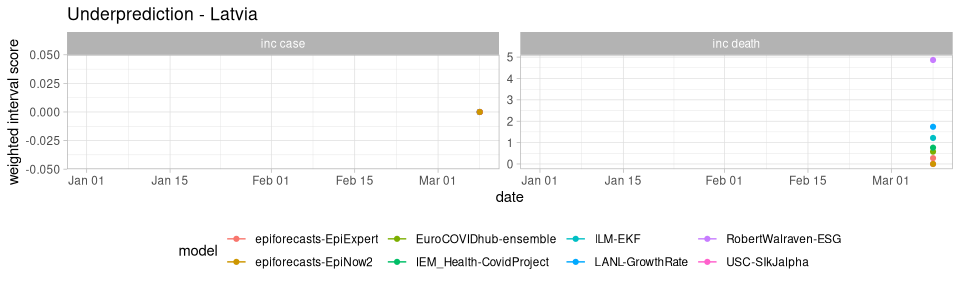 Underprediction - Latvia
inc case
inc death
weighted interval score
0.050
0.025
0.000
-0.025
-0.050
5
4
3
2
1
0
Jan 01 Jan 15 Feb 01 Feb 15 Mar 01
Jan 01 Jan 15 Feb 01 Feb 15 Mar 01
date
model
epiforecasts-EpiExpert EuroCOVIDhub-ensemble ILM-EKF RobertWalraven-ESG
epiforecasts-EpiNow2 IEM_Health-CovidProject LANL-GrowthRate USC-SIkJalpha